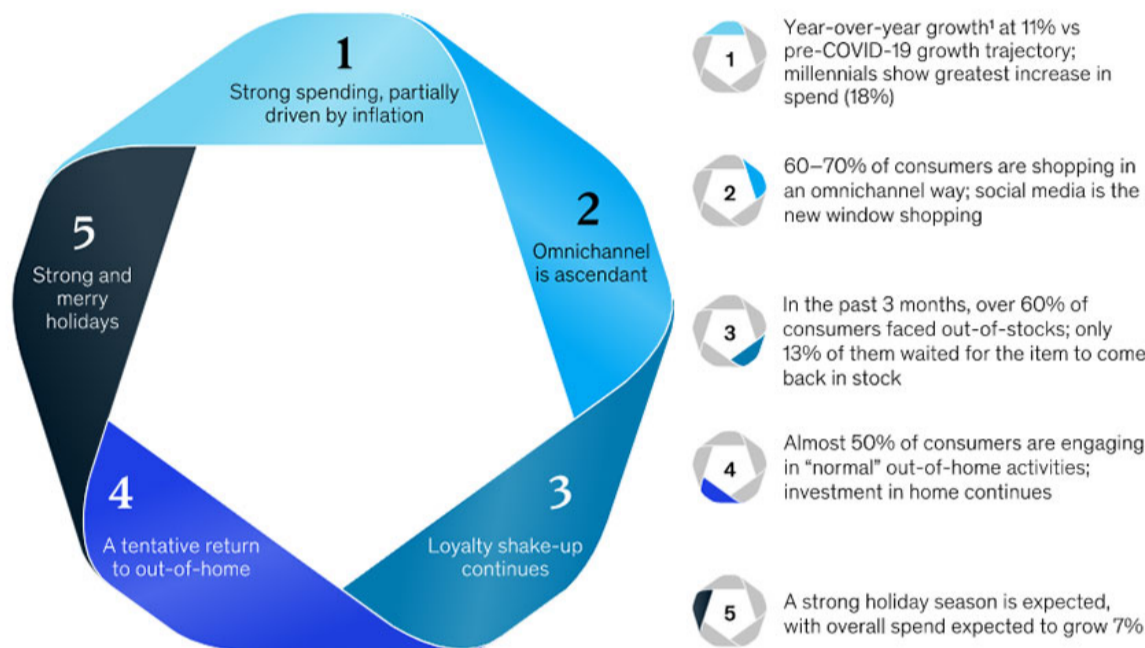 1
Strong spending, partially
driven by inflation
2
Omnichannel
is ascendant
3
Loyalty shake-up
continues
4
A tentative return
to out-of-home
5
Strong and
merry
holidays
1
Year-over-year growth¹ at 11% vs
pre-COVID-19 growth trajectory;
millennials show greatest increase in
spend (18%)
2
60–70% of consumers are shopping in
an omnichannel way; social media is the
new window shopping
3
In the past 3 months, over 60% of
consumers faced out-of-stocks; only
13% of them waited for the item to come
back in stock
4
Almost 50% of consumers are engaging
in “normal” out-of-home activities;
investment in home continues
5
A strong holiday season is expected,
with overall spend expected to grow 7%